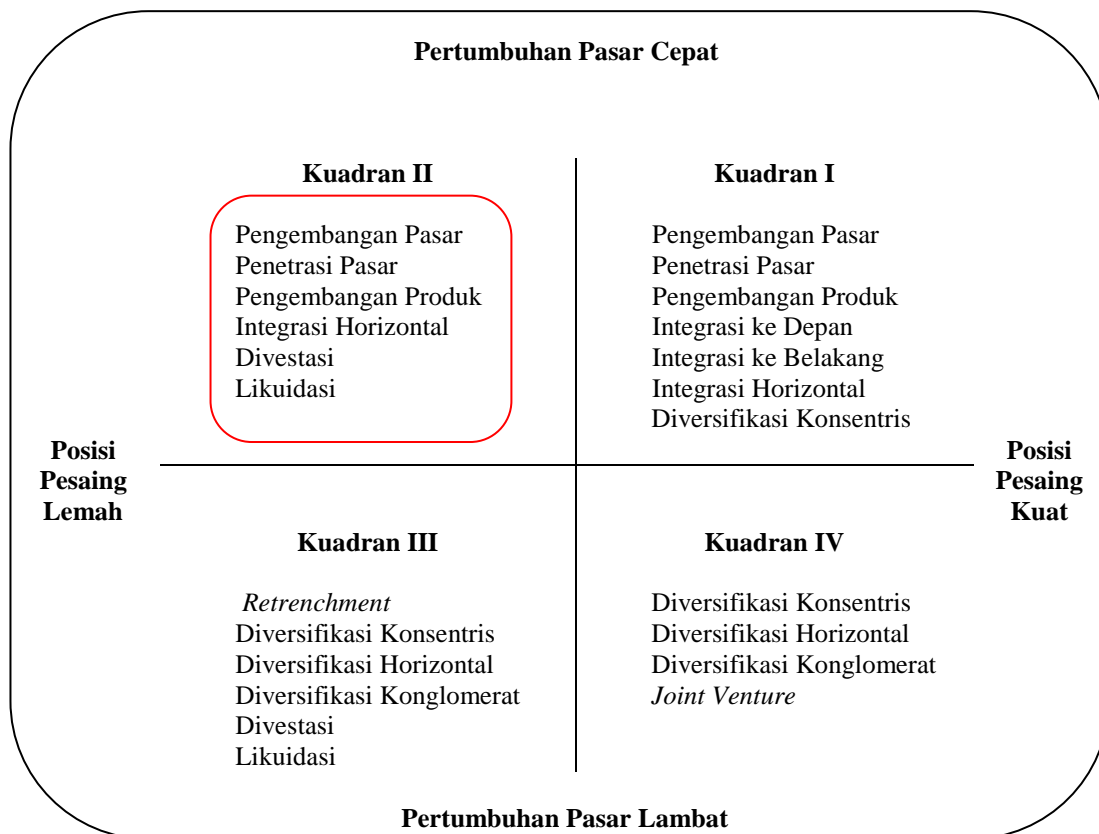 Pertumbuhan Pasar Cepat
Kuadran II
Pengembangan Pasar
Penetrasi Pasar
Pengembangan Produk
Integrasi Horizontal
Divestasi
Likuidasi
Kuadran I
Pengembangan Pasar
Penetrasi Pasar
Pengembangan Produk
Integrasi ke Depan
Integrasi ke Belakang
Integrasi Horizontal
Diversifikasi Konsentris
Posisi
Pesaing
Lemah
Posisi
Pesaing
Kuat
Kuadran III
Retrenchment
Diversifikasi Konsentris
Diversifikasi Horizontal
Diversifikasi Konglomerat
Divestasi
Likuidasi
Kuadran IV
Diversifikasi Konsentris
Diversifikasi Horizontal
Diversifikasi Konglomerat
Joint Venture
Pertumbuhan Pasar Lambat